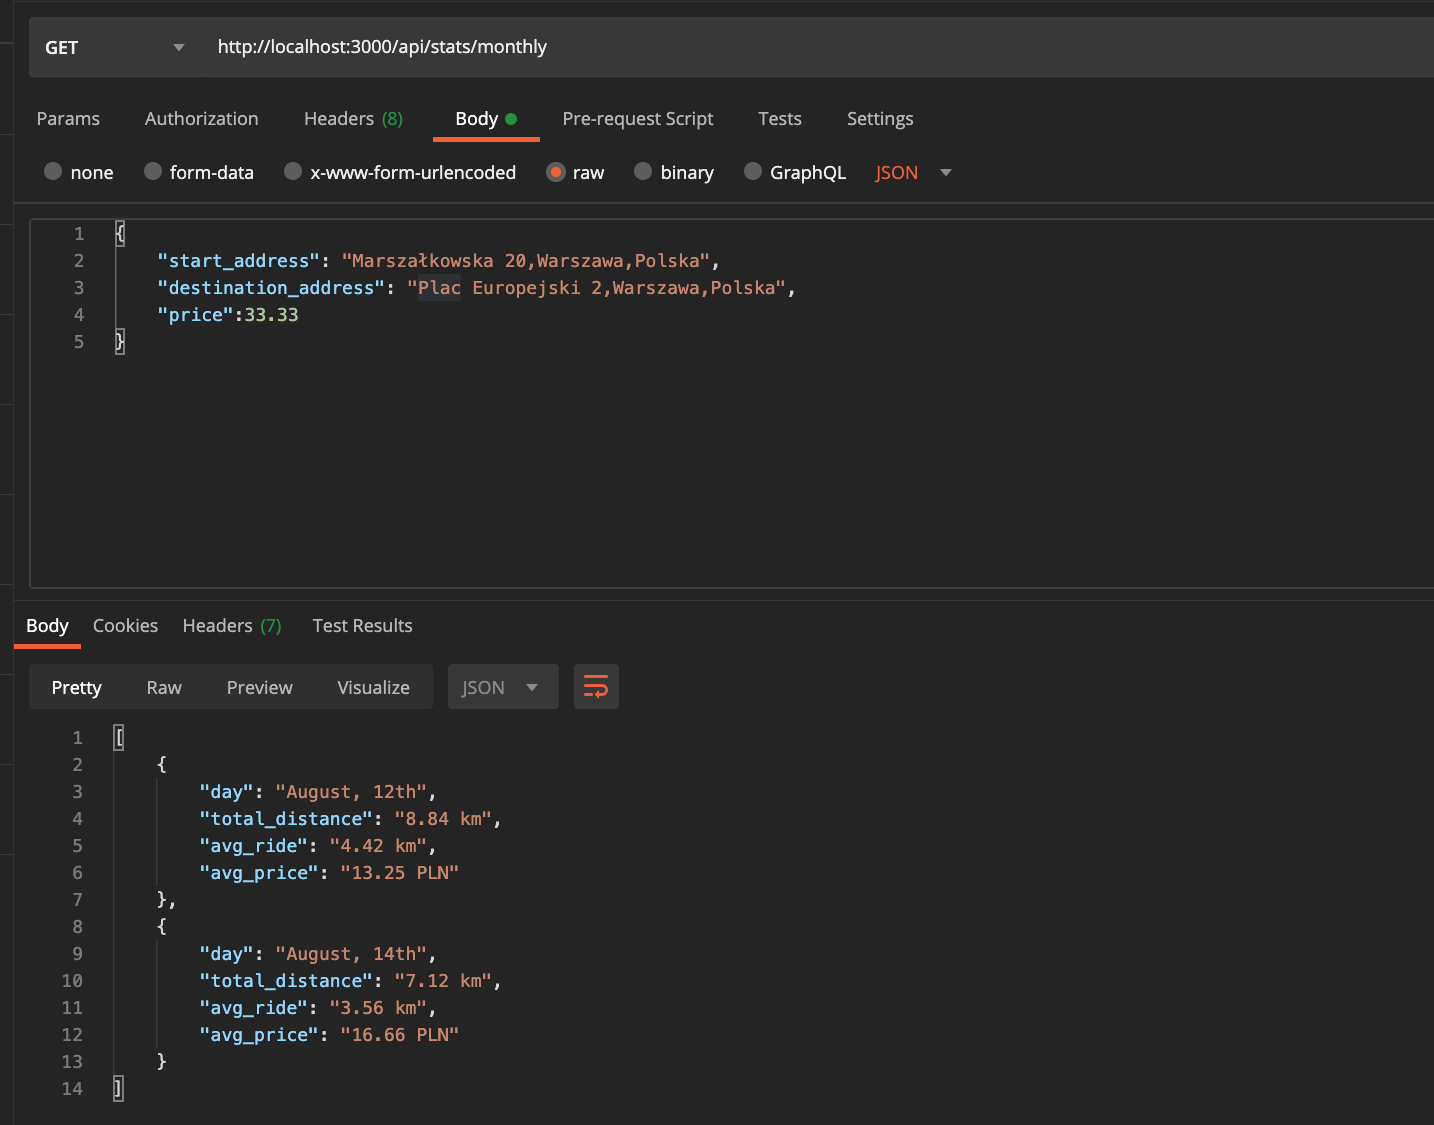 GET http://localhost:3000/api/stats/monthly
Params Authorization Headers (8) Body Pre-request Script Tests Settings
none form-data x-www-form-urlencoded raw binary GraphQL JSON
1 {
2 "start_address": "Marszałkowska 20,Warszawa,Polska",
3 "destination_address": "Plac Europejski 2,Warszawa,Polska",
4 "price":33.33
5 }
Body Cookies Headers (7) Test Results
Pretty Raw Preview Visualize JSON
1 [
2 {
3 "day": "August, 12th",
4 "total_distance": "8.84 km",
5 "avg_ride": "4.42 km",
6 "avg_price": "13.25 PLN"
7 },
8 {
9 "day": "August, 14th",
10 "total_distance": "7.12 km",
11 "avg_ride": "3.56 km",
12 "avg_price": "16.66 PLN"
13 }
14 ]